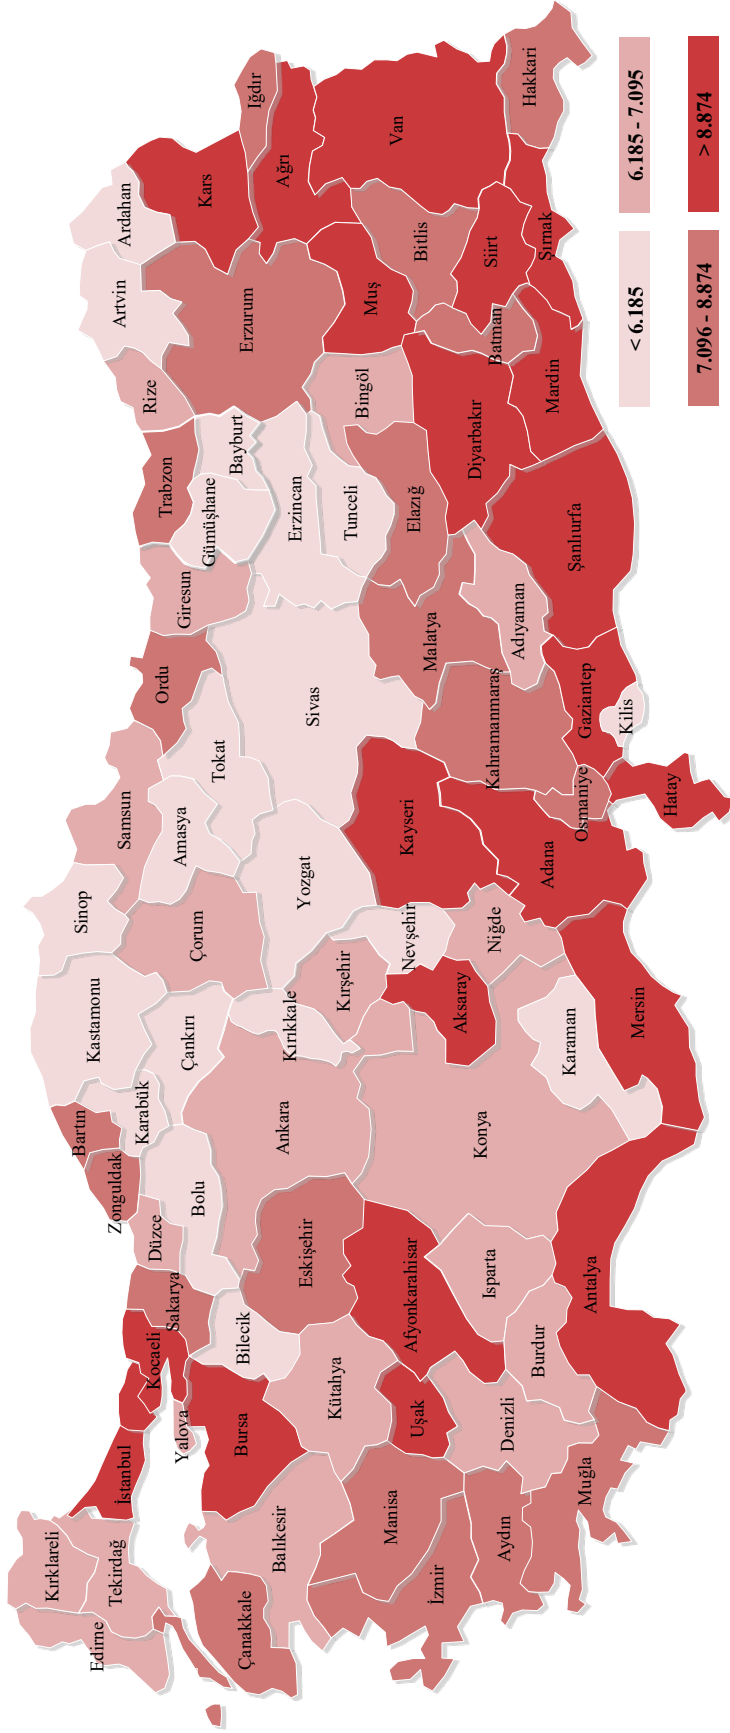 Kırklareli
Edirne
Tekirdağ
İstanbul
Kocaeli
Yalova
Sakarya
Düzce
Zonguldak
Bartın
Karabük
Kastamonu
Sinop
Samsun
Ordu
Giresun
Trabzon
Rize
Artvin
Ardahan
Çanakkale
Balıkesir
Bursa
Bilecik
Bolu
Çankırı
Çorum
Amasya
Tokat
Gümüşhane
Bayburt
Erzurum
Kars
Iğdır
Ağrı
Kütahya
Eskişehir
Ankara
Kırıkkale
Kırşehir
Yozgat
Sivas
Erzincan
Tunceli
Bingöl
Muş
Van
Manisa
İzmir
Uşak
Afyonkarahisar
Konya
Aksaray
Nevşehir
Kayseri
Malatya
Elazığ
Diyarbakır
Batman
Bitlis
Siirt
Şırnak
Hakkari
Aydın
Denizli
Isparta
Burdur
Muğla
Antalya
Karaman
Niğde
Mersin
Adana
Osmaniye
Kahramanmaraş
Adıyaman
Gaziantep
Kilis
Hatay
Şanlıurfa
Mardin
< 6.185
6.185 - 7.095
7.096 - 8.874
> 8.874